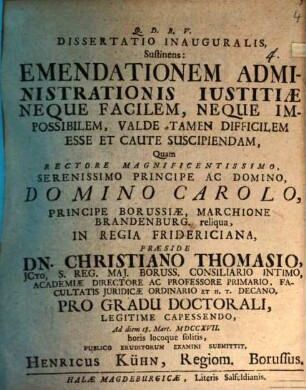 Q. D. B. V.
DISSERTATIO INAUGURALIS,
Sustinens:
EMENDATIONEM ADMI-
NISTRATIONIS IUSTITIÆ
NEQUE FACILEM, NEQUE IM-
POSSIBILEM, VALDE TAMEN DIFFICILEM
ESSE ET CAUTE SUSCIPIENDAM,
Quam
RECTORE MAGNIFICENTISSIMO,
SERENISSIMO PRINCIPE AC DOMINO,
DOMINO CAROLO,
PRINCIPE BORUSSIÆ, MARCHIONE
BRANDENBURG. reliqua,
IN REGIA FRIDERICIANA,
PRÆSIDE
DN. CHRISTIANO THOMASIO,
JCto, S. REG. MAJ. BORUSS. CONSILIARIO INTIMO,
ACADEMIÆ DIRECTORE AC PROFESSORE PRIMARIO, FA-
CULTATIS JURIDICÆ ORDINARIO ET H. T. DECANO,
PRO GRADU DOCTORALI,
LEGITIME CAPESSENDO,
Ad diem 18. Mart. MDCCXVII.
horis locoque solitis,
PUBLICO ERUDITORUM EXAMINI SUBMITTIT,
HENRICUS KÜHN, Regiom. Borussus.
HALÆ MAGDEBURGICÆ, Literis Salfeldianis.
4.
4